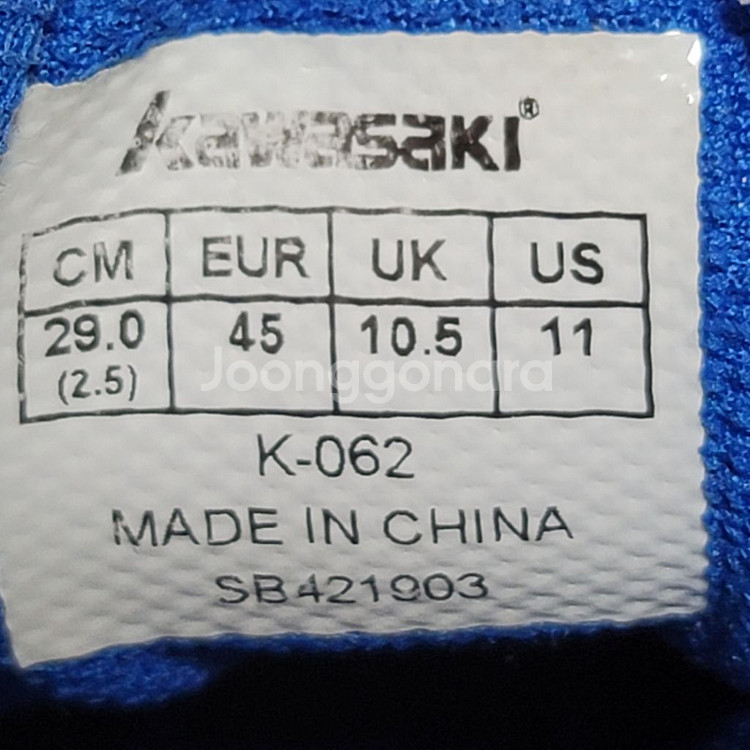 Kawasaki®
CM EUR UK US
29.0 45 10.5 11
(2.5)
Joonggonara
K-062
MADE IN CHINA
SB421903